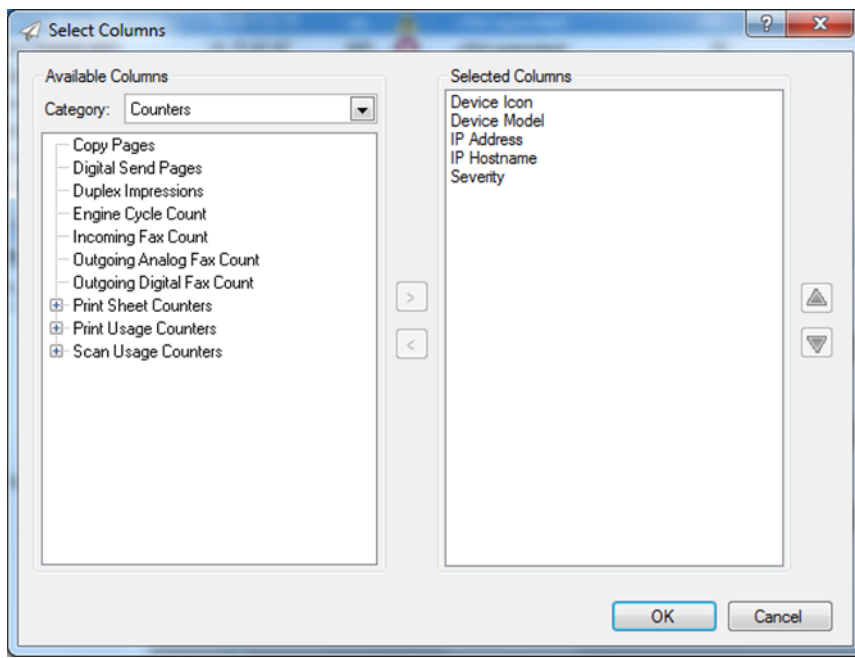 Select Columns
?
X
Available Columns
Category: Counters
Copy Pages
Digital Send Pages
Duplex Impressions
Engine Cycle Count
Incoming Fax Count
Outgoing Analog Fax Count
Outgoing Digital Fax Count
Print Sheet Counters
Print Usage Counters
Scan Usage Counters
>
<
Selected Columns
Device Icon
Device Model
IP Address
IP Hostname
Severity
OK
Cancel